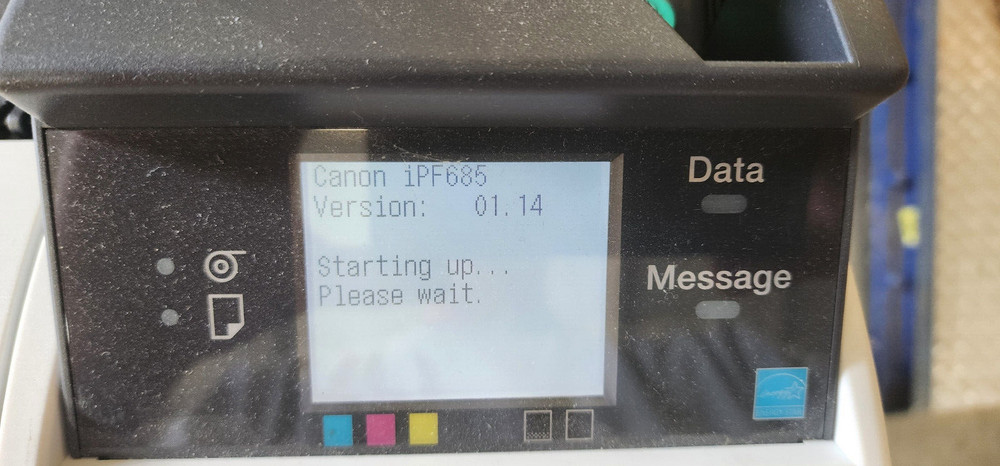 Canon iPF685
Version: 01.14
Starting up...
Please wait.
Data
Message